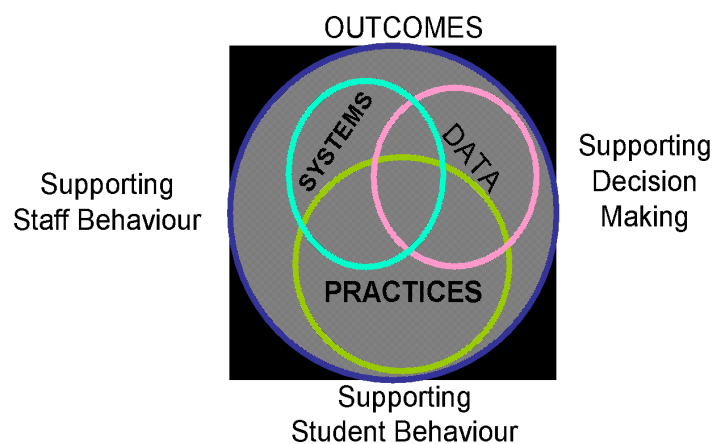 OUTCOMES
SYSTEMS
DATA
Supporting
Decision
Making
Supporting
Staff Behaviour
PRACTICES
Supporting
Student Behaviour